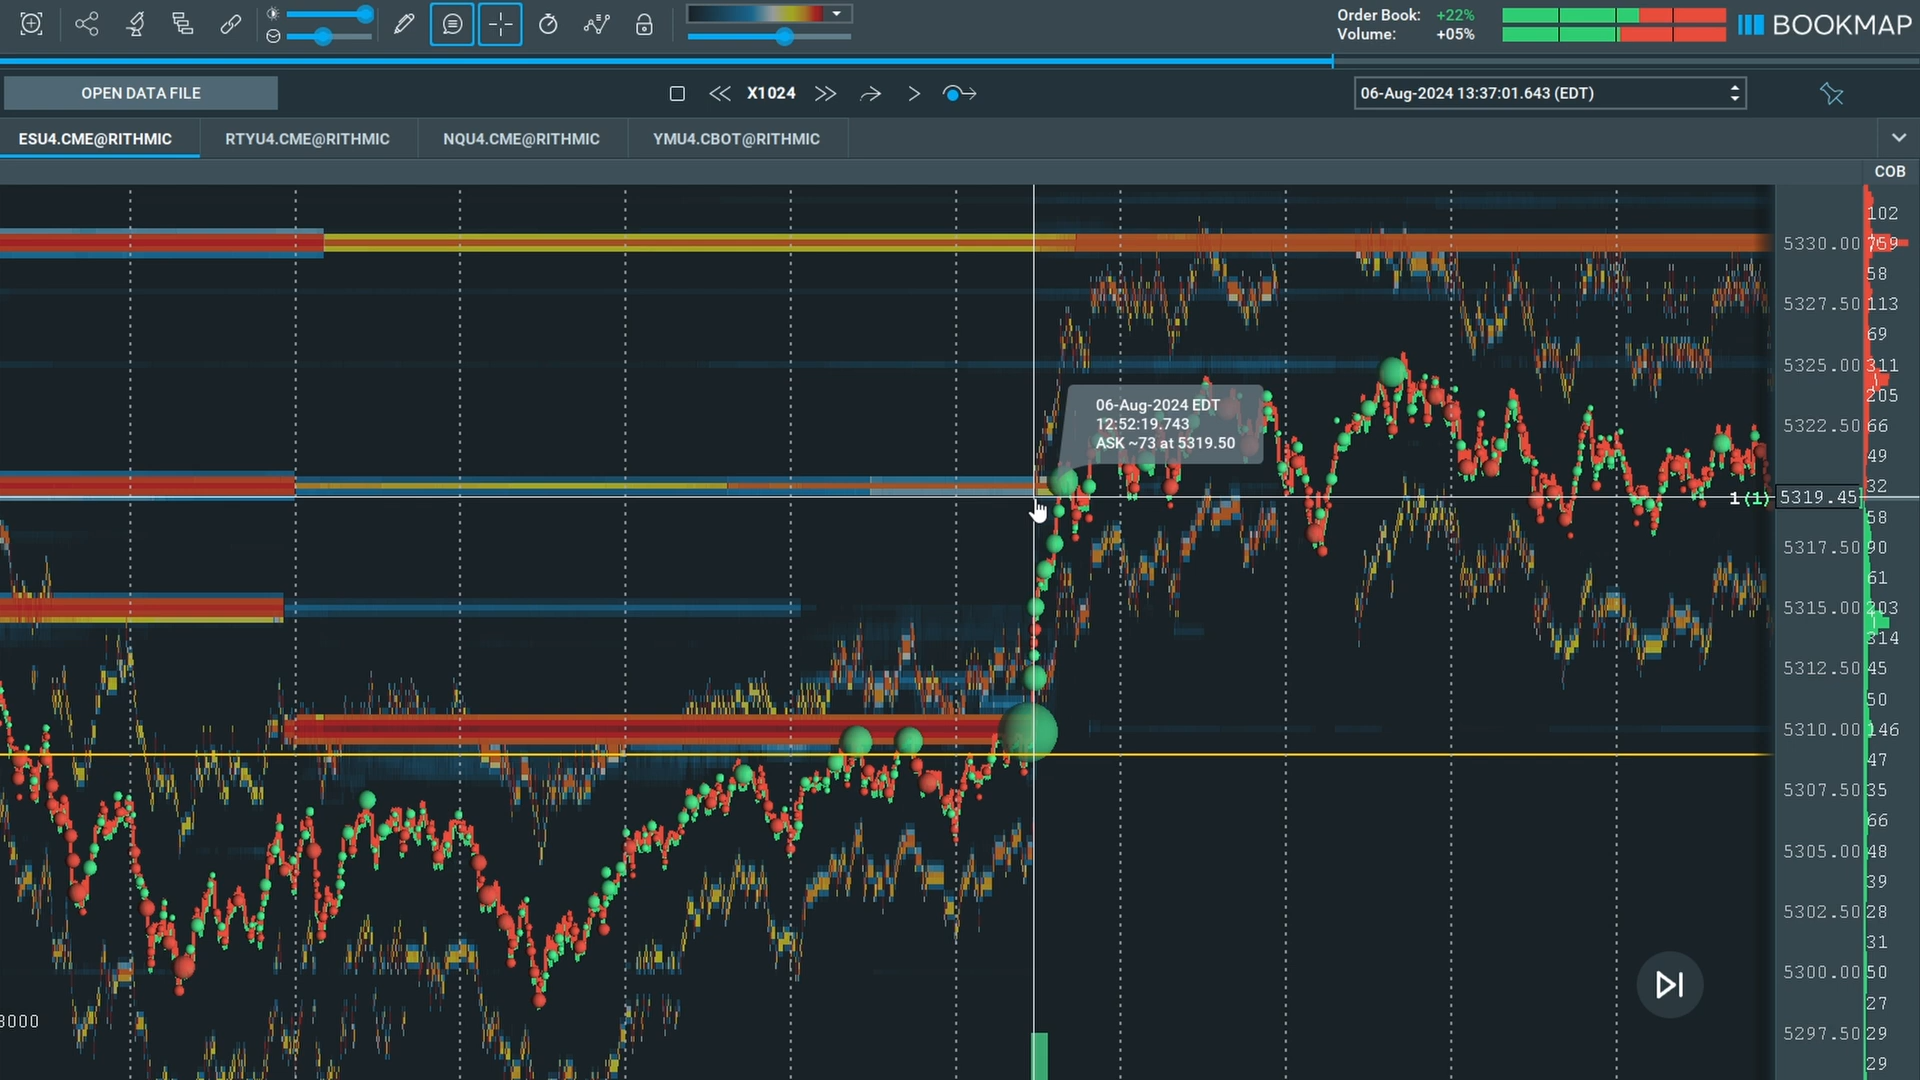 Order Book: +22%
Volume: +05%
BOOKMAP
OPEN DATA FILE
X1024
06-Aug-2024 13:37:01.643 (EDT)
ESU4.CME@RITHMIC
RTYU4.CME@RITHMIC
NQU4.CME@RITHMIC
YMU4.CBOT@RITHMIC
COB
102
5330.00 759
58
5327.50 113
69
5325.00 311
205
5322.50 66
49
32
1(1) 5319.45
58
5317.50 90
61
5315.00 203
314
5312.50 45
50
5310.00 146
47
5307.50 35
66
5305.00 48
39
5302.50 28
31
5300.00 50
27
5297.50 29
29
06-Aug-2024 EDT
12:52:19.743
ASK ~73 at 5319.50